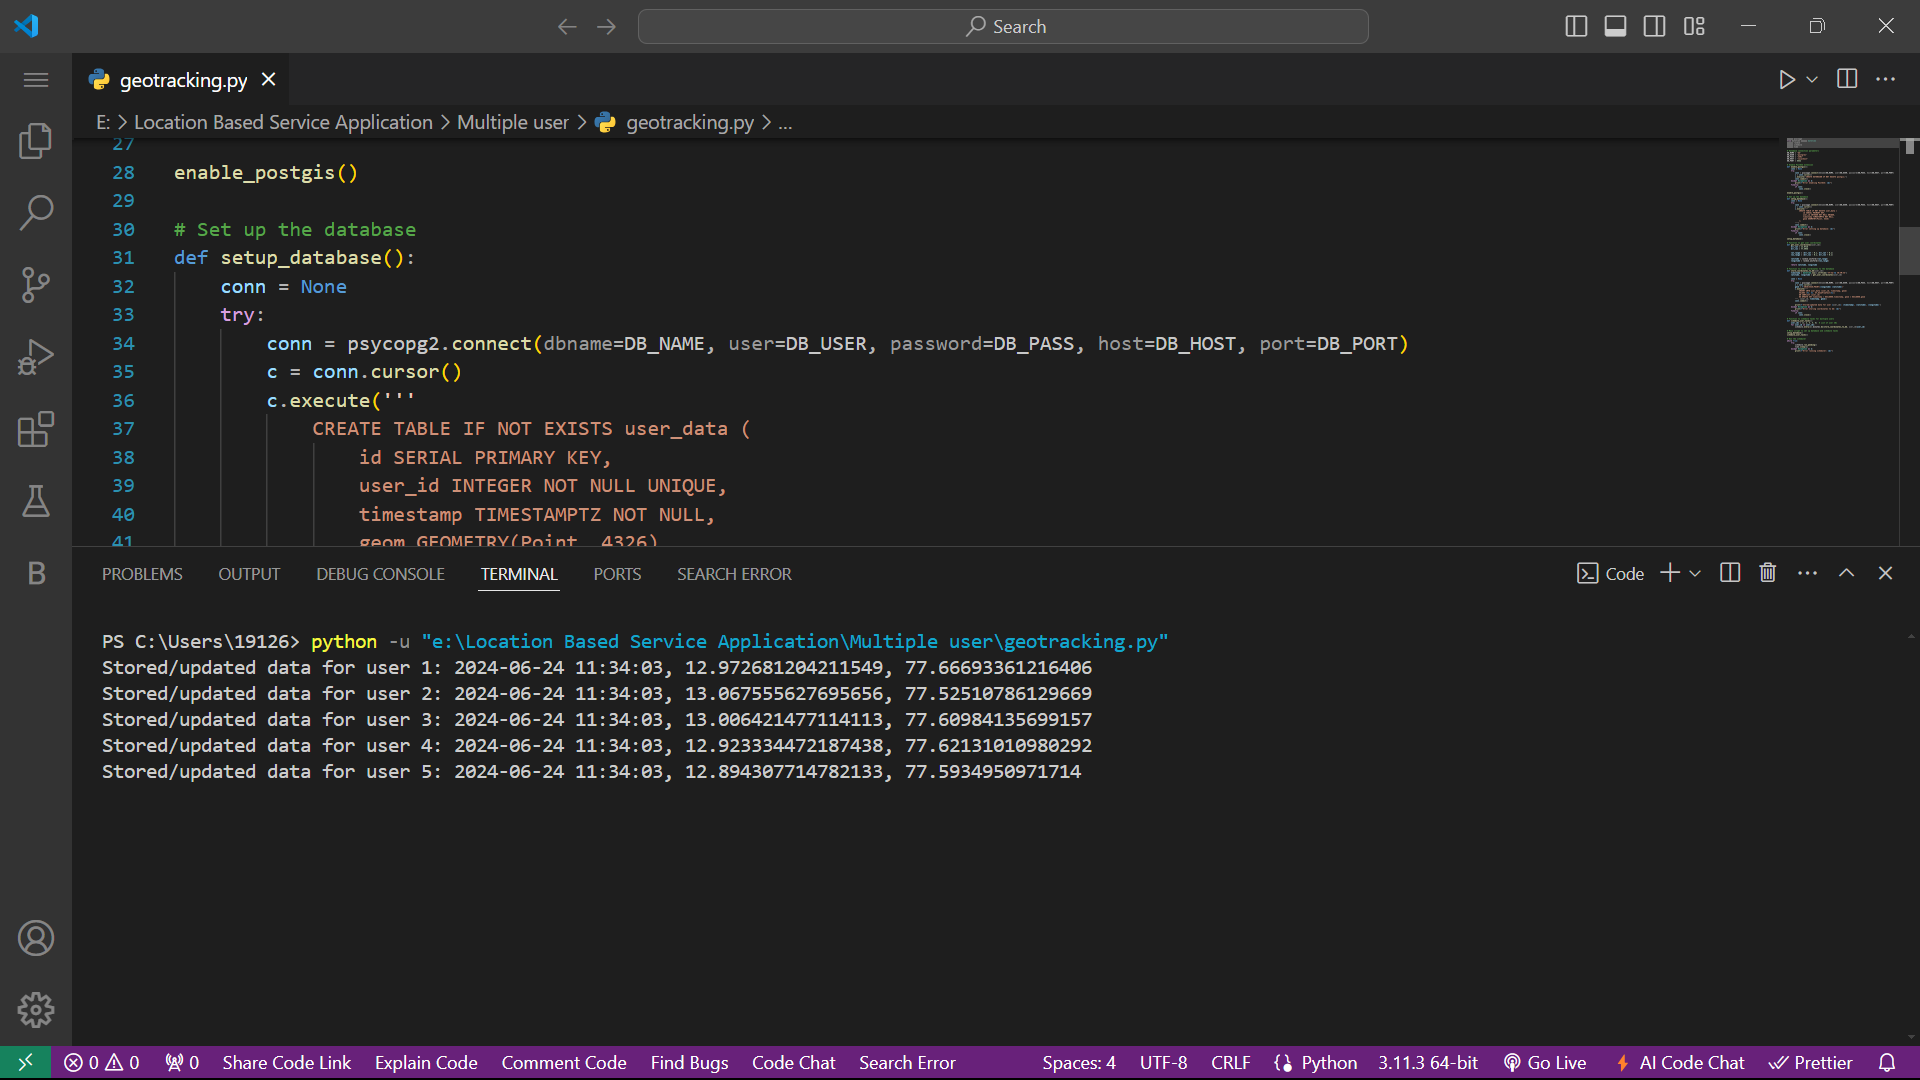 Search
geotracking.py
E: > Location Based Service Application > Multiple user > geotracking.py > ...
27
28 enable_postgis()
29
30 # Set up the database
31 def setup_database():
32 conn = None
33 try:
34 conn = psycopg2.connect(dbname=DB_NAME, user=DB_USER, password=DB_PASS, host=DB_HOST, port=DB_PORT)
35 c = conn.cursor()
36 c.execute('''
37 CREATE TABLE IF NOT EXISTS user_data (
38 id SERIAL PRIMARY KEY,
39 user_id INTEGER NOT NULL UNIQUE,
40 timestamp TIMESTAMPTZ NOT NULL,
41 geom GEOMETRY(Point, 4326)
PROBLEMS OUTPUT DEBUG CONSOLE TERMINAL PORTS SEARCH ERROR Code
PS C:\Users\19126> python -u "e:\Location Based Service Application\Multiple user\geotracking.py"
Stored/updated data for user 1: 2024-06-24 11:34:03, 12.972681204211549, 77.66693361216406
Stored/updated data for user 2: 2024-06-24 11:34:03, 13.067555627695656, 77.52510786129669
Stored/updated data for user 3: 2024-06-24 11:34:03, 13.006421477114113, 77.60984135699157
Stored/updated data for user 4: 2024-06-24 11:34:03, 12.923334472187438, 77.62131010980292
Stored/updated data for user 5: 2024-06-24 11:34:03, 12.894307714782133, 77.5934950971714
B
0 0 0 Share Code Link Explain Code Comment Code Find Bugs Code Chat Search Error Spaces: 4 UTF-8 CRLF Python 3.11.3 64-bit Go Live AI Code Chat Prettier